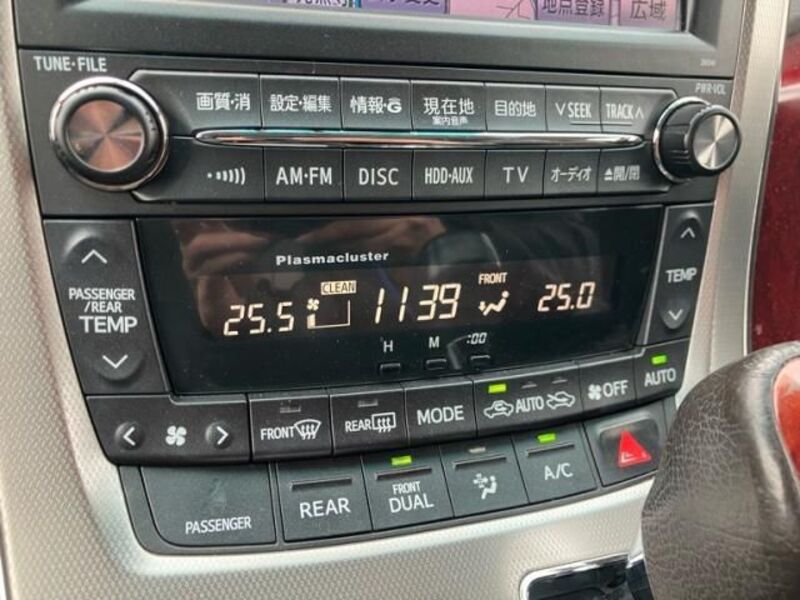 地点登録 広域
TUNE·FILE
PWR·VOL
画質·消 設定·編集 情報·G 現在地 目的地 ∨SEEK TRACK∧
案内音声
AM·FM DISC HDD·AUX TV オーディオ ▲開/閉
Plasmacluster
PASSENGER
/REAR
TEMP
TEMP
CLEAN
FRONT
25.5 1139 25.0
H M :00
FRONT REAR MODE AUTO OFF AUTO
PASSENGER REAR FRONT
DUAL A/C